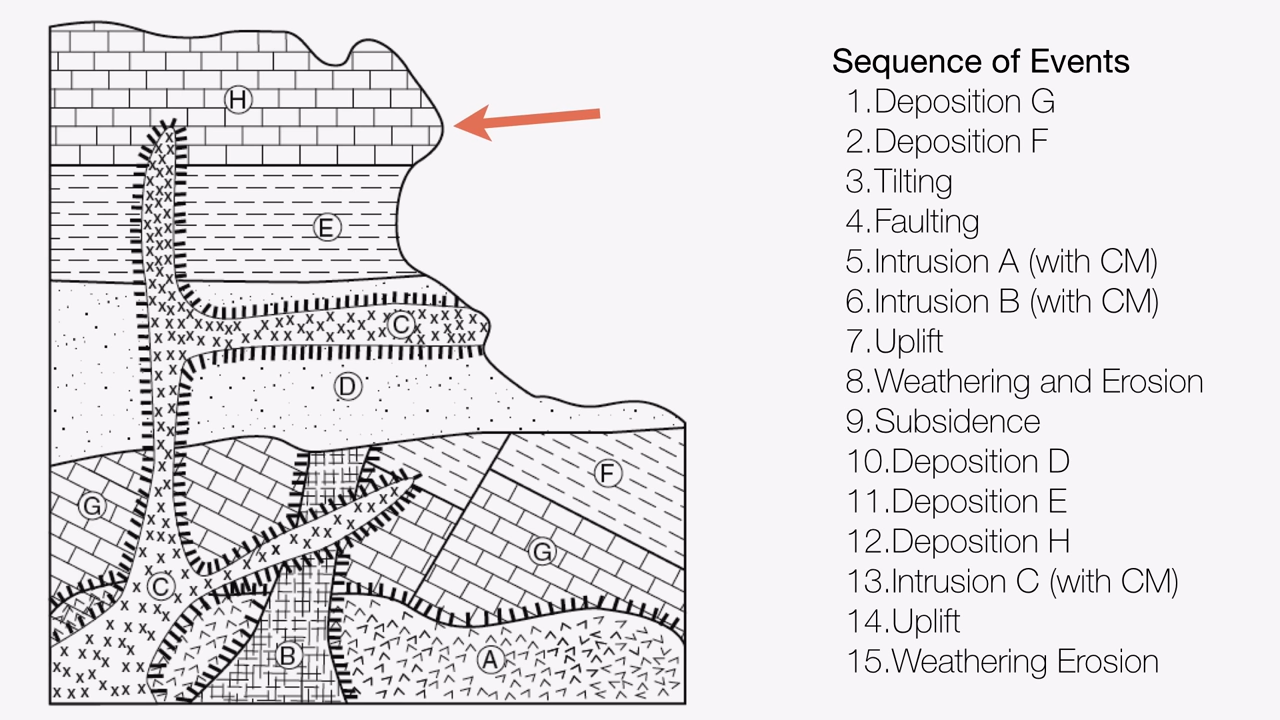 Sequence of Events
1. Deposition G
2. Deposition F
3. Tilting
4. Faulting
5. Intrusion A (with CM)
6. Intrusion B (with CM)
7. Uplift
8. Weathering and Erosion
9. Subsidence
10. Deposition D
11. Deposition E
12. Deposition H
13. Intrusion C (with CM)
14. Uplift
15. Weathering Erosion
H
E
C
D
F
G
G
C
B
A